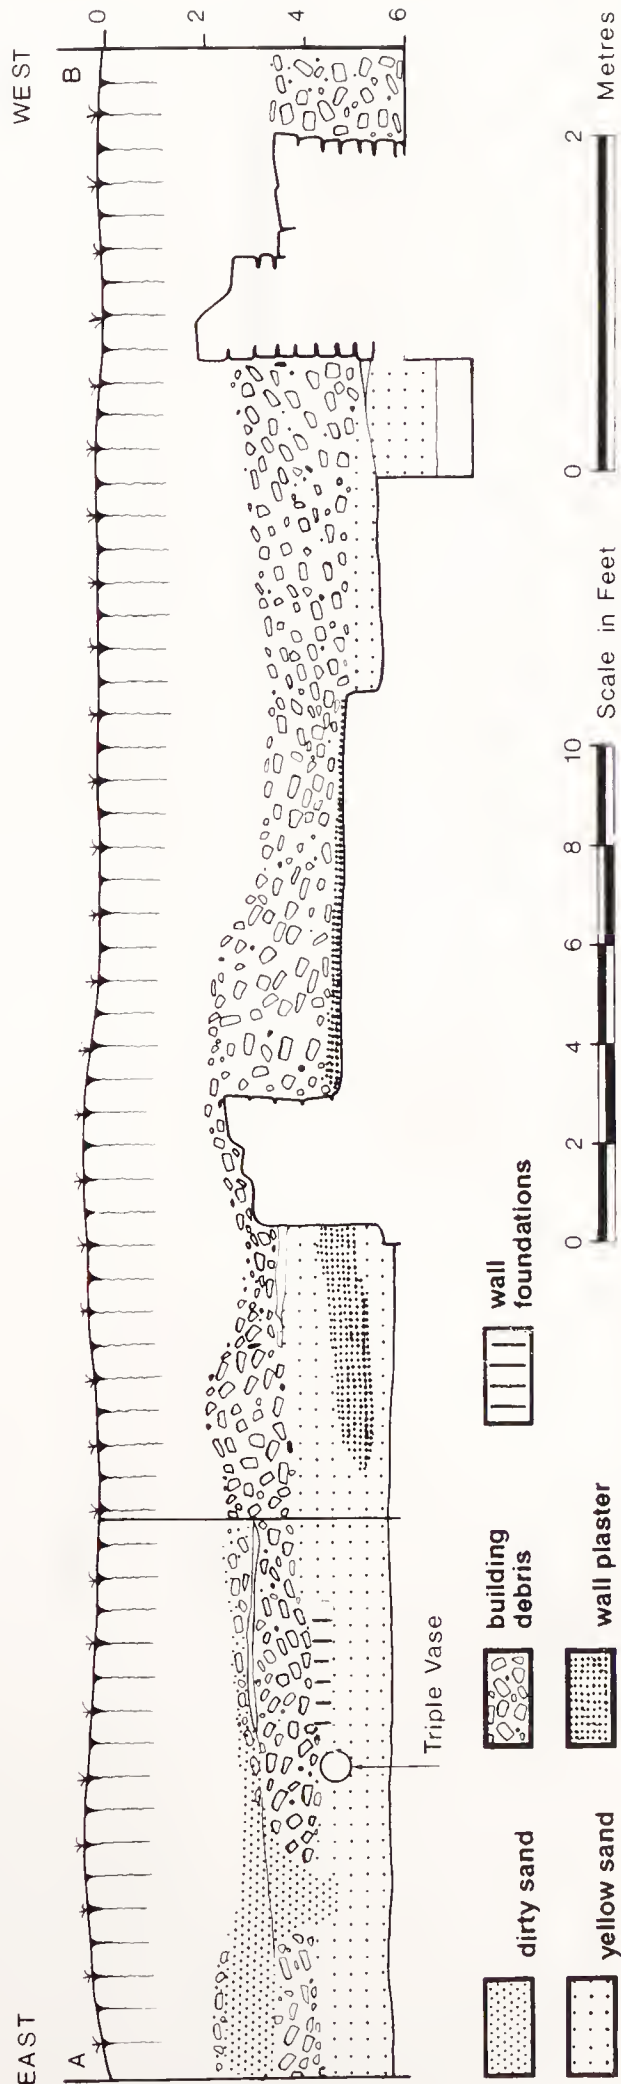 EAST
WEST
A
B
0
2
4
6
Triple Vase
dirty sand
building
debris
wall
foundations
yellow sand
wall plaster
0 2 4 6 8 10
Scale in Feet
0 2
Metres